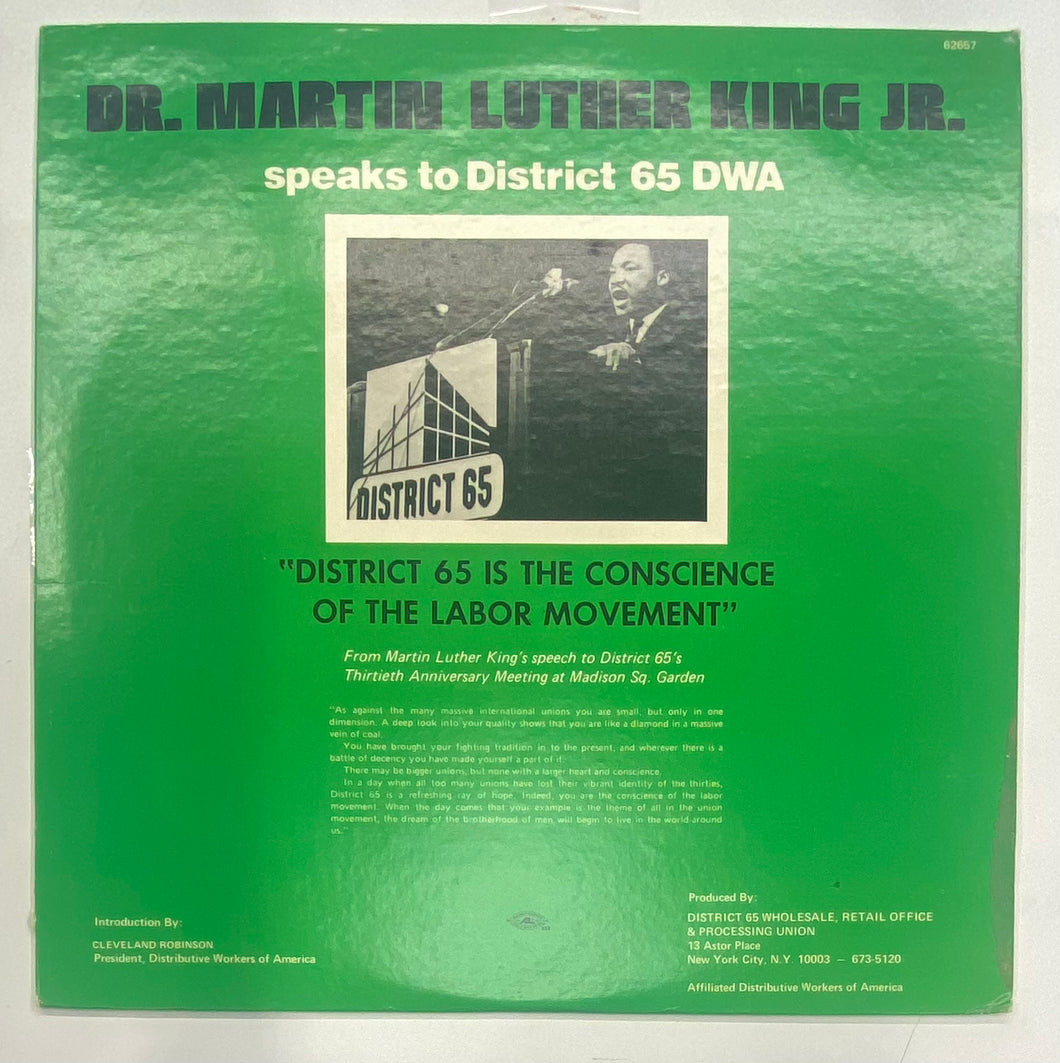 62657
DR. MARTIN LUTHER KING JR.
speaks to District 65 DWA
DISTRICT 65
"DISTRICT 65 IS THE CONSCIENCE
OF THE LABOR MOVEMENT"
From Martin Luther King's speech to District 65's
Thirtieth Anniversary Meeting at Madison Sq. Garden
"As against the many massive international unions you are small, but only in one
dimension. A deep look into your quality shows that you are like a diamond in a massive
vein of coal.
You have brought your fighting tradition in to the present, and wherever there is a
battle of decency you have made yourself a part of it.
There may be bigger unions, but none with a larger heart and conscience.
In a day when all too many unions have lost their vibrant identity of the thirties,
District 65 is a refreshing ray of hope. Indeed, you are the conscience of the labor
movement. When the day comes that your example is the theme of all in the union
movement, the dream of the brotherhood of men will begin to live in the world around
us."
Introduction By:
CLEVELAND ROBINSON
President, Distributive Workers of America
Produced By:
DISTRICT 65 WHOLESALE, RETAIL OFFICE
& PROCESSING UNION
13 Astor Place
New York City, N.Y. 10003 — 673-5120
Affiliated Distributive Workers of America